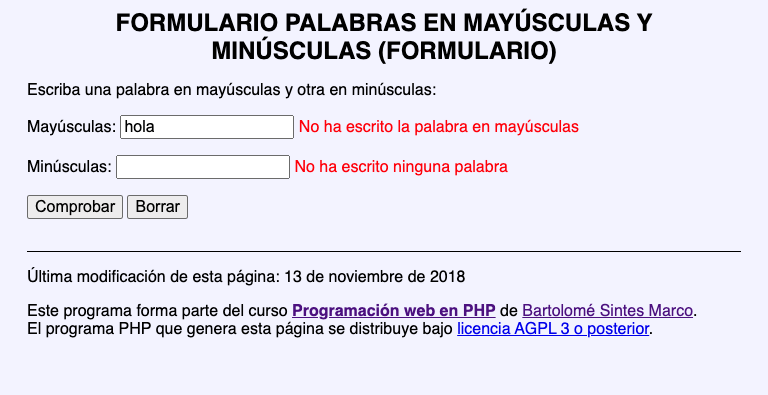 FORMULARIO PALABRAS EN MAYÚSCULAS Y
MINÚSCULAS (FORMULARIO)
Escriba una palabra en mayúsculas y otra en minúsculas:
Mayúsculas: hola No ha escrito la palabra en mayúsculas
Minúsculas: No ha escrito ninguna palabra
Comprobar Borrar
Última modificación de esta página: 13 de noviembre de 2018
Este programa forma parte del curso Programación web en PHP de Bartolomé Sintes Marco.
El programa PHP que genera esta página se distribuye bajo licencia AGPL 3 o posterior.